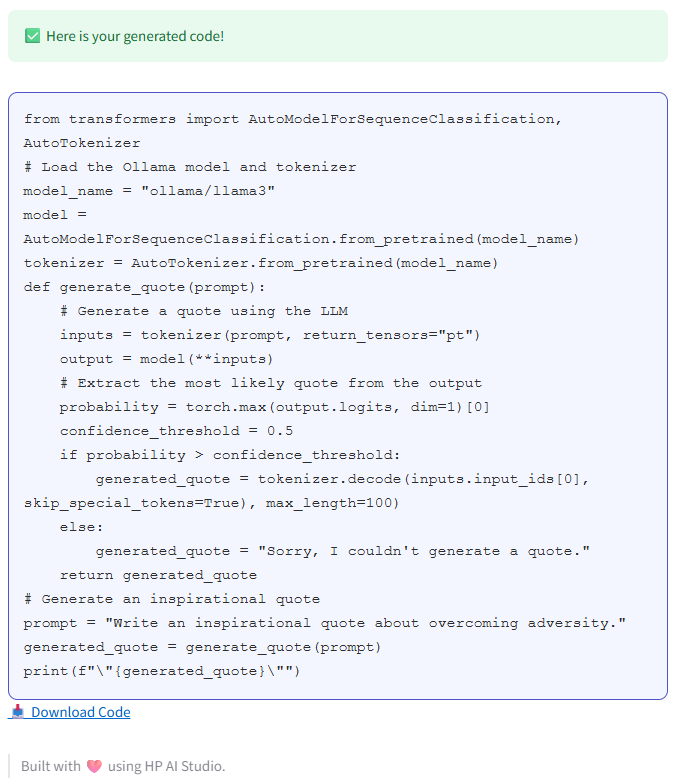 ✅ Here is your generated code!
from transformers import AutoModelForSequenceClassification,
AutoTokenizer
# Load the Ollama model and tokenizer
model_name = "ollama/llama3"
model =
AutoModelForSequenceClassification.from_pretrained(model_name)
tokenizer = AutoTokenizer.from_pretrained(model_name)
def generate_quote(prompt):
    # Generate a quote using the LLM
    inputs = tokenizer(prompt, return_tensors="pt")
    output = model(**inputs)
    # Extract the most likely quote from the output
    probability = torch.max(output.logits, dim=1)[0]
    confidence_threshold = 0.5
    if probability > confidence_threshold:
        generated_quote = tokenizer.decode(inputs.input_ids[0],
skip_special_tokens=True), max_length=100)
    else:
        generated_quote = "Sorry, I couldn't generate a quote."
    return generated_quote
# Generate an inspirational quote
prompt = "Write an inspirational quote about overcoming adversity."
generated_quote = generate_quote(prompt)
print(f"\"{generated_quote}\"")
📥 Download Code
Built with 💖 using HP AI Studio.